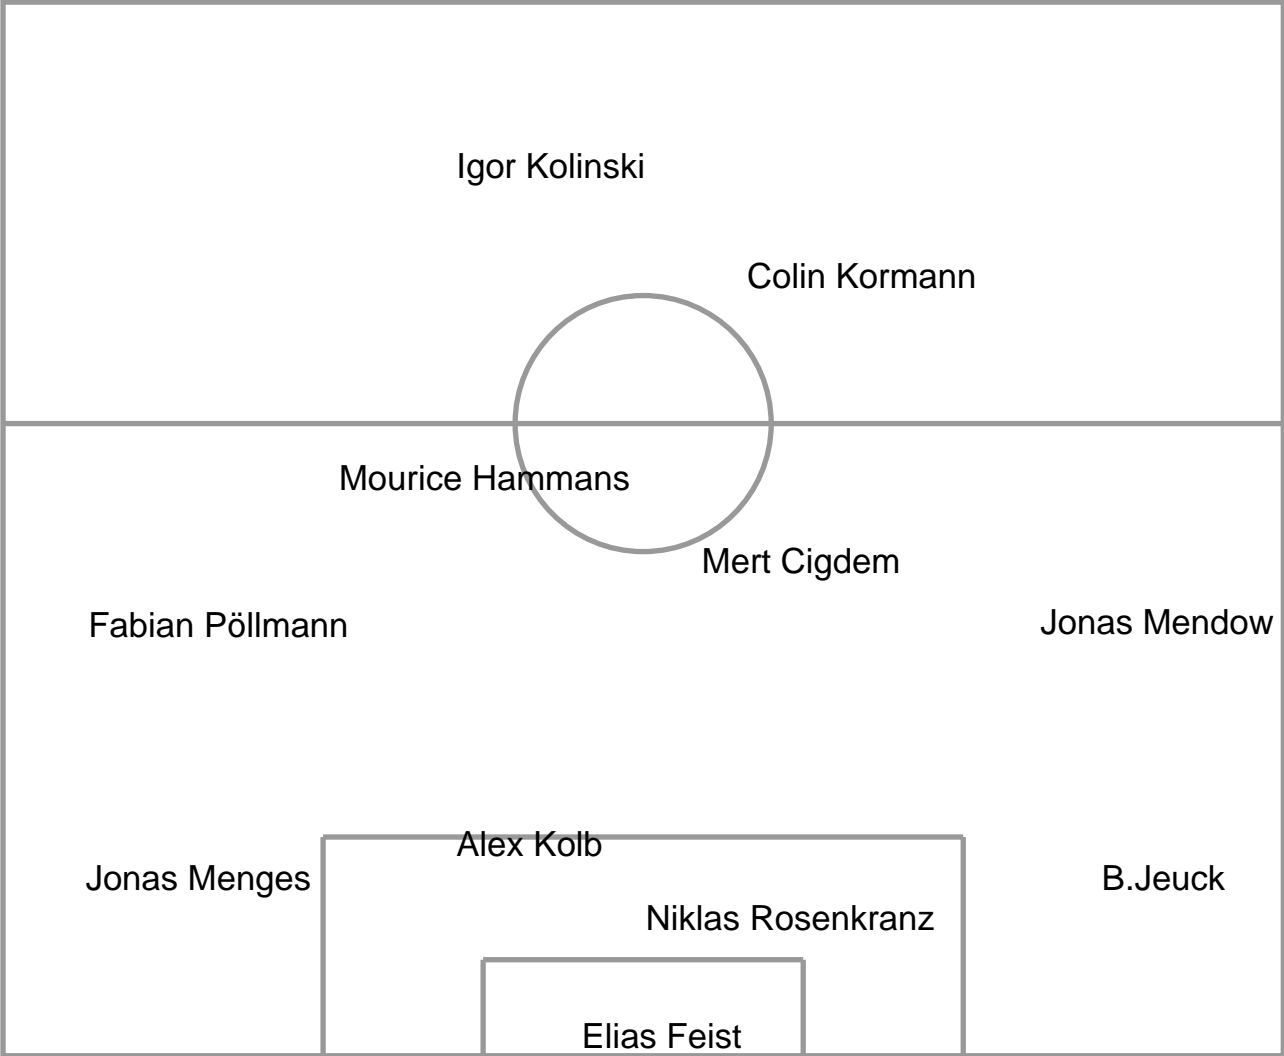 Igor Kolinski
Colin Kormann
Mourice Hammans
Mert Cigdem
Fabian Pöllmann
Jonas Mendow
Alex Kolb
Jonas Menges
B.Jeuck
Niklas Rosenkranz
Elias Feist